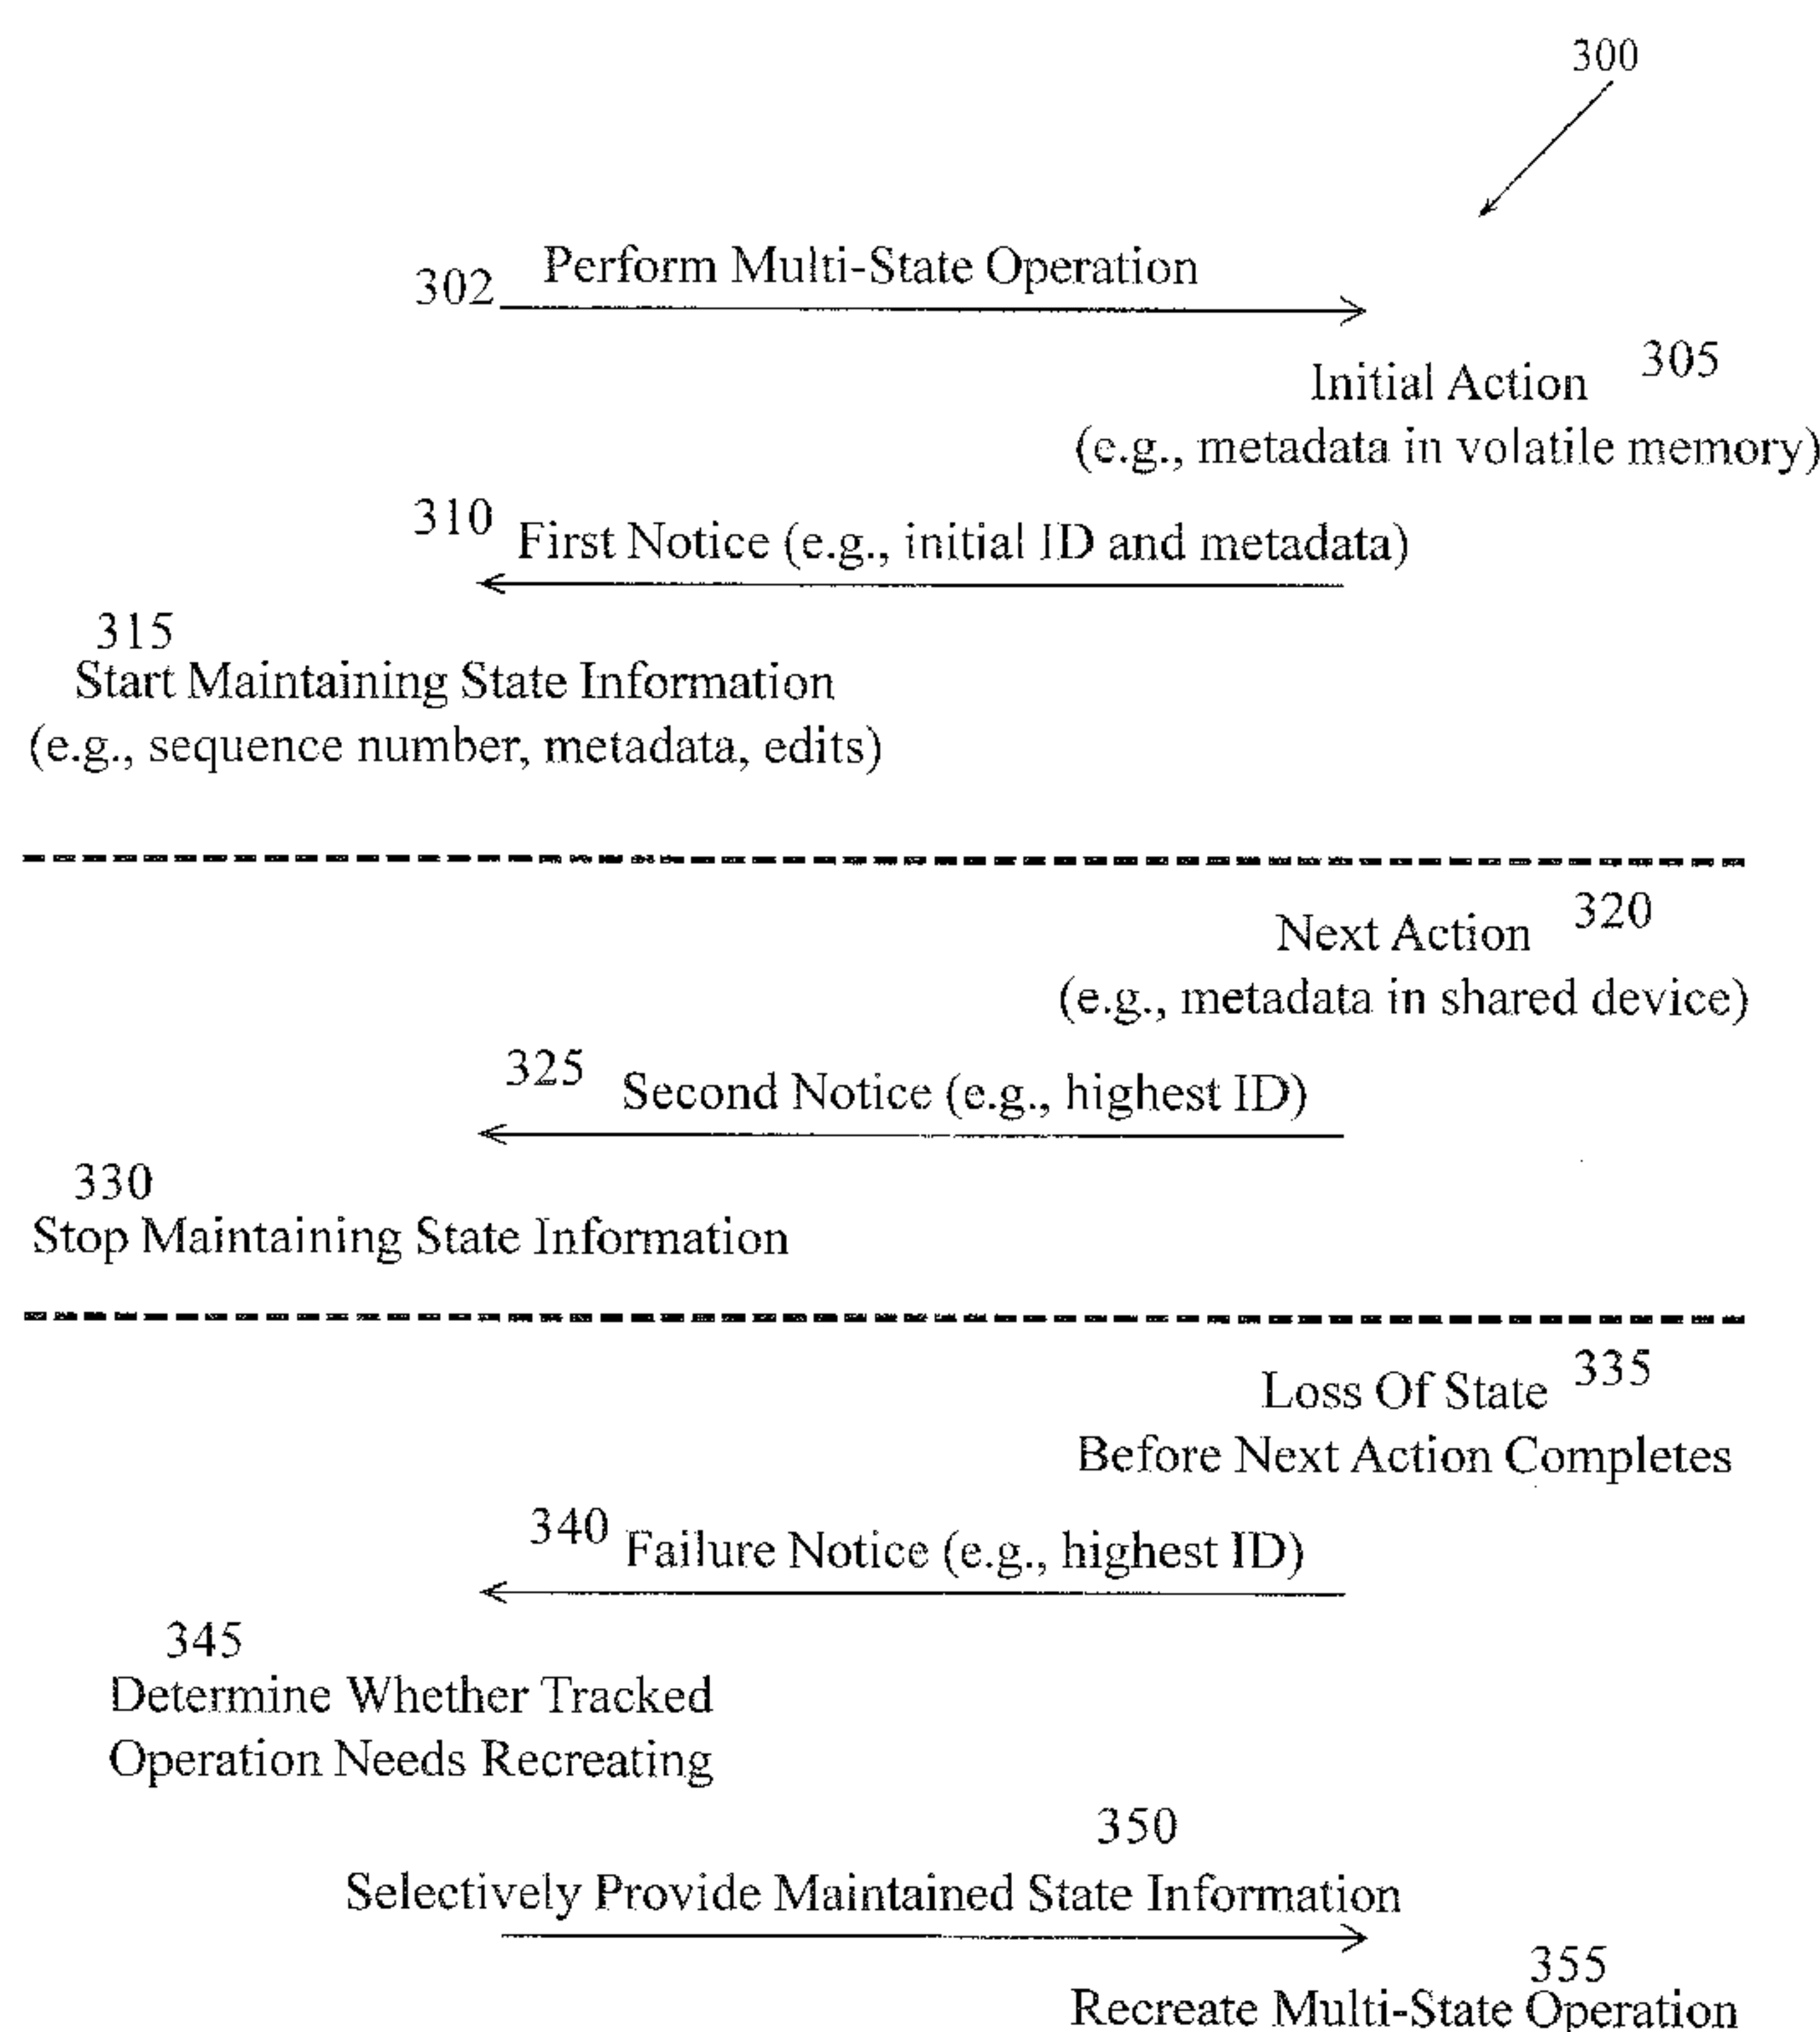 300
302 Perform Multi-State Operation
305
Initial Action
(e.g., metadata in volatile memory)
310 First Notice (e.g., initial ID and metadata)
315
Start Maintaining State Information
(e.g., sequence number, metadata, edits)
320
Next Action
(e.g., metadata in shared device)
325 Second Notice (e.g., highest ID)
330
Stop Maintaining State Information
335
Loss Of State
Before Next Action Completes
340 Failure Notice (e.g., highest ID)
345
Determine Whether Tracked
Operation Needs Recreating
350
Selectively Provide Maintained State Information
355
Recreate Multi-State Operation